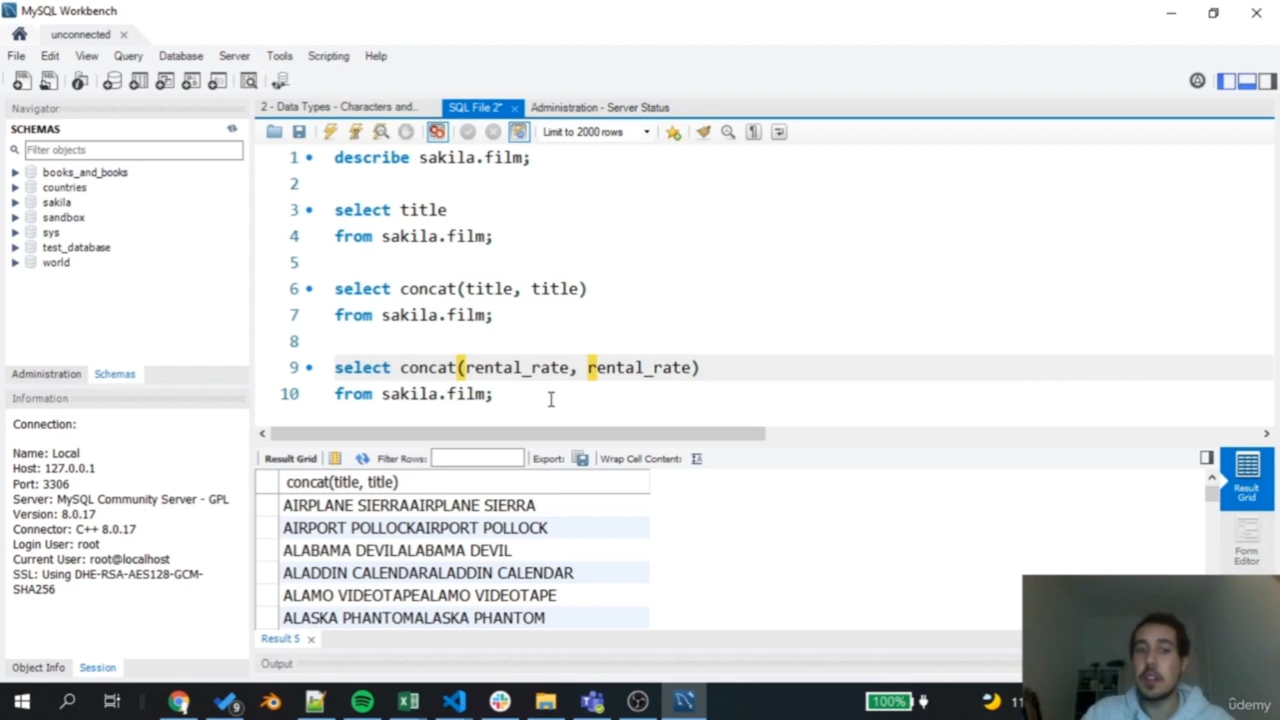 MySQL Workbench
unconnected
File Edit View Query Database Server Tools Scripting Help
Navigator
SCHEMAS
Filter objects
books_and_books
countries
sakila
sandbox
sys
test_database
world
Administration Schemas
Information
Connection:
Name: Local
Host: 127.0.0.1
Port: 3306
Server: MySQL Community Server - GPL
Version: 8.0.17
Connector: C++ 8.0.17
Login User: root
Current User: root@localhost
SSL: Using DHE-RSA-AES128-GCM-
SHA256
Object Info Session
2 - Data Types - Characters and.. SQL File 2* Administration - Server Status
Limit to 2000 rows
1 describe sakila.film;
2
3 select title
4 from sakila.film;
5
6 select concat(title, title)
7 from sakila.film;
8
9 select concat(rental_rate, rental_rate)
10 from sakila.film;
Result Grid Filter Rows: Export: Wrap Cell Content:
concat(title, title)
AIRPLANE SIERRAAIRPLANE SIERRA
AIRPORT POLLOCKAIRPORT POLLOCK
ALABAMA DEVILALABAMA DEVIL
ALADDIN CALENDARALADDIN CALENDAR
ALAMO VIDEOTAPEALAMO VIDEOTAPE
ALASKA PHANTOMALASKA PHANTOM
Result
Grid
Form
Editor
Result 5
Output
9
100%
11
ûdemy